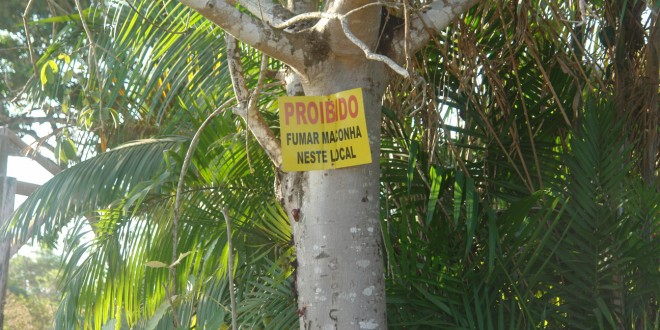 PROIBIDO
FUMAR MACONHA
NESTE LOCAL